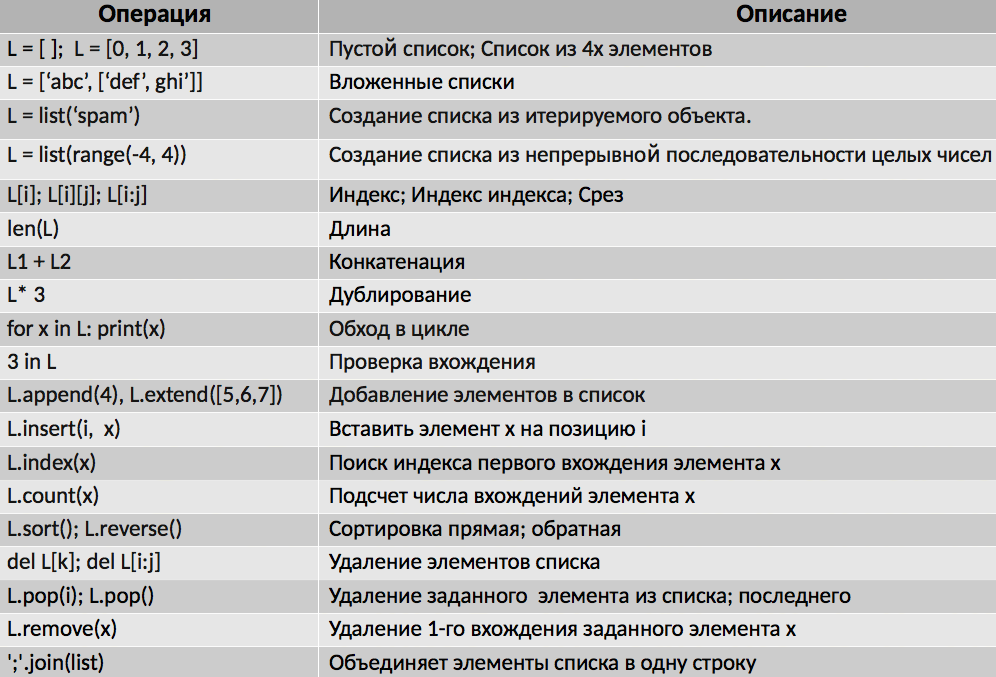 Операция Описание
L = [ ];  L = [0, 1, 2, 3] Пустой список; Список из 4х элементов
L = [‘abc’, [‘def’, ghi’]] Вложенные списки
L = list(‘spam’) Создание списка из итерируемого объекта.
L = list(range(-4, 4)) Создание списка из непрерывной последовательности целых чисел
L[i]; L[i][j]; L[i:j] Индекс; Индекс индекса; Срез
len(L) Длина
L1 + L2 Конкатенация
L* 3 Дублирование
for x in L: print(x) Обход в цикле
3 in L Проверка вхождения
L.append(4), L.extend([5,6,7]) Добавление элементов в список
L.insert(i,  x) Вставить элемент x на позицию i
L.index(x) Поиск индекса первого вхождения элемента x
L.count(x) Подсчет числа вхождений элемента x
L.sort(); L.reverse() Сортировка прямая; обратная
del L[k]; del L[i:j] Удаление элементов списка
L.pop(i); L.pop() Удаление заданного  элемента из списка; последнего
L.remove(x) Удаление 1-го вхождения заданного элемента x
';'.join(list) Объединяет элементы списка в одну строку